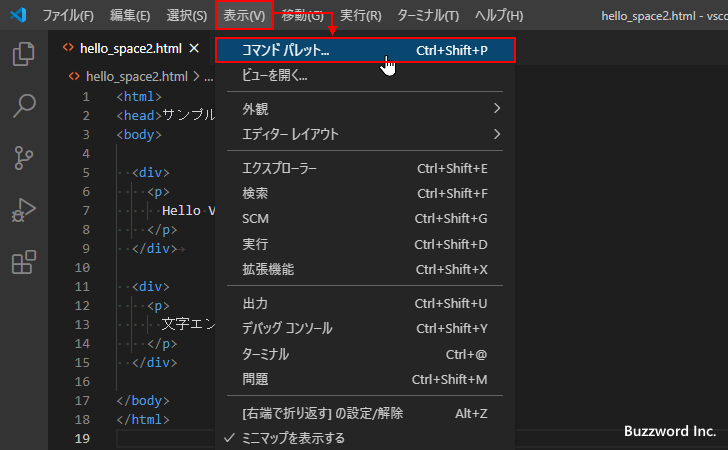 ファイル(F) 編集(E) 選択(S) 表示(V) 移動(G) 実行(R) ターミナル(T) ヘルプ(H) hello_space2.html - vscc
hello_space2.html
hello_space2.html > ...
コマンド パレット... Ctrl+Shift+P
ビューを開く...
外観
エディター レイアウト
エクスプローラー Ctrl+Shift+E
検索 Ctrl+Shift+F
SCM Ctrl+Shift+G
実行 Ctrl+Shift+D
拡張機能 Ctrl+Shift+X
出力 Ctrl+Shift+U
デバッグ コンソール Ctrl+Shift+Y
ターミナル Ctrl+@
問題 Ctrl+Shift+M
[右端で折り返す] の設定/解除 Alt+Z
ミニマップを表示する
1 <html>
2 <head>サンプル
3 <body>
4
5 <div>
6 <p>
7 Hello V
8 </p>
9 </div>
10
11 <div>
12 <p>
13 文字エン
14 </p>
15 </div>
16
17 </body>
18 </html>
19
Buzzword Inc.